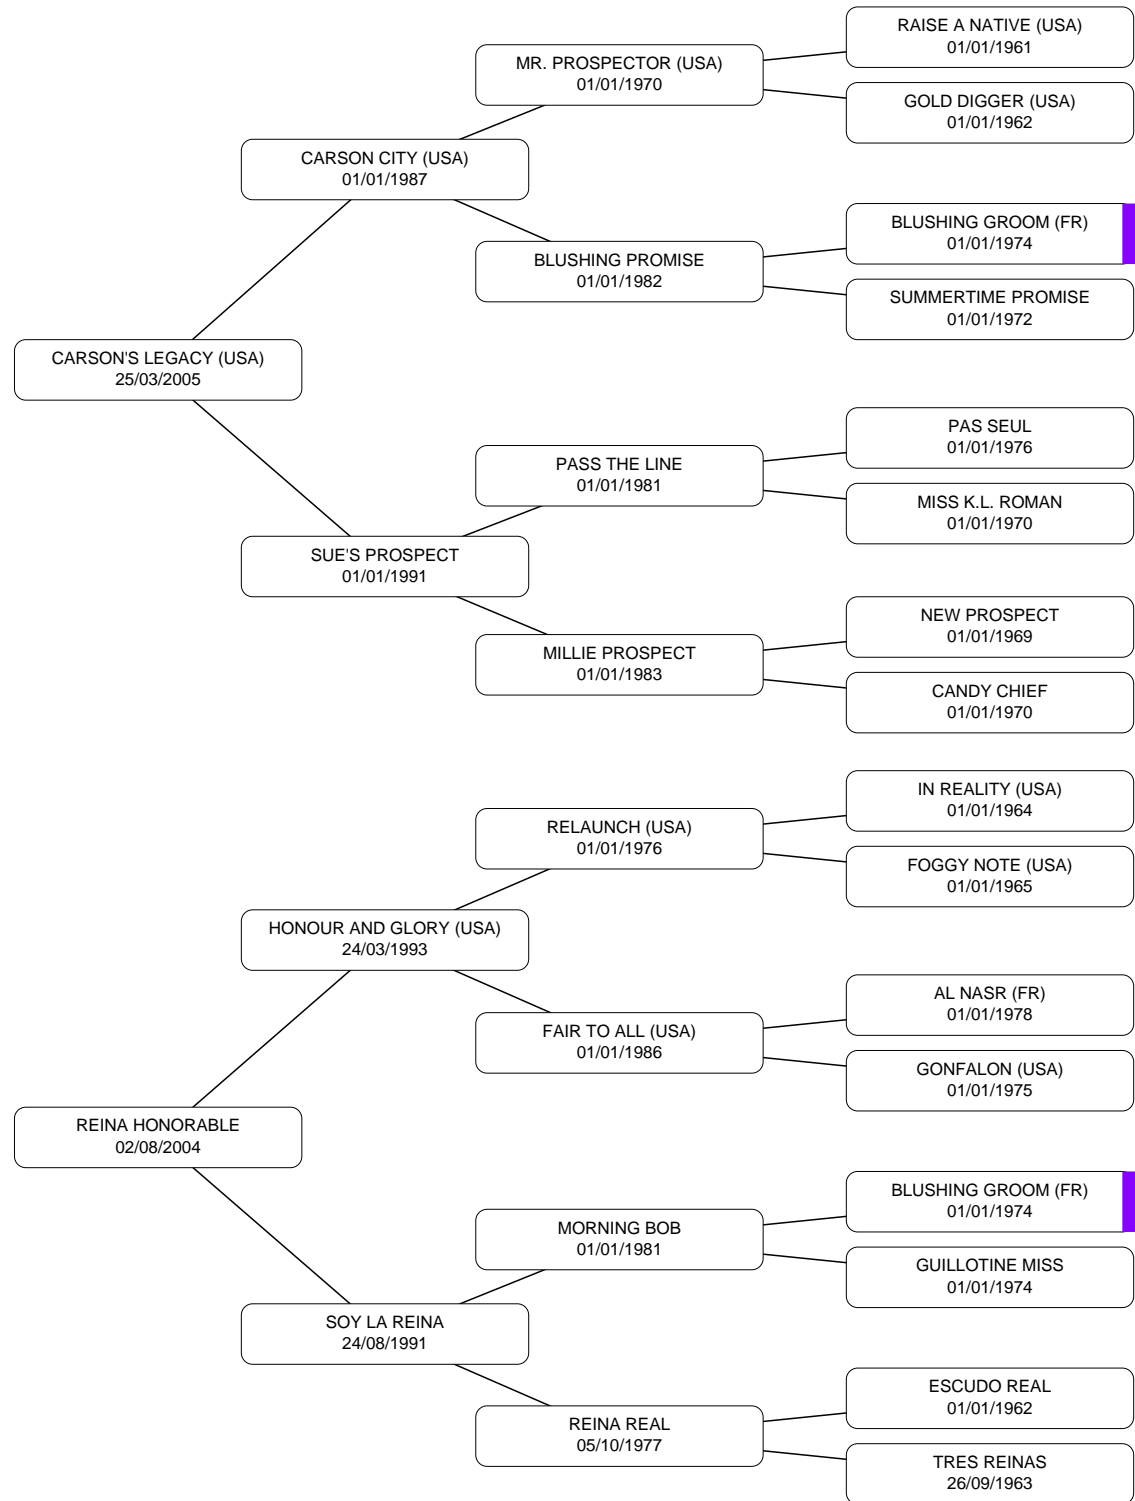 RAISE A NATIVE (USA)
01/01/1961
MR. PROSPECTOR (USA)
01/01/1970
GOLD DIGGER (USA)
01/01/1962
CARSON CITY (USA)
01/01/1987
BLUSHING GROOM (FR)
01/01/1974
BLUSHING PROMISE
01/01/1982
SUMMERTIME PROMISE
01/01/1972
CARSON'S LEGACY (USA)
25/03/2005
PAS SEUL
01/01/1976
PASS THE LINE
01/01/1981
MISS K.L. ROMAN
01/01/1970
SUE'S PROSPECT
01/01/1991
NEW PROSPECT
01/01/1969
MILLIE PROSPECT
01/01/1983
CANDY CHIEF
01/01/1970
IN REALITY (USA)
01/01/1964
RELAUNCH (USA)
01/01/1976
FOGGY NOTE (USA)
01/01/1965
HONOUR AND GLORY (USA)
24/03/1993
AL NASR (FR)
01/01/1978
FAIR TO ALL (USA)
01/01/1986
GONFALON (USA)
01/01/1975
REINA HONORABLE
02/08/2004
BLUSHING GROOM (FR)
01/01/1974
MORNING BOB
01/01/1981
GUILLOTINE MISS
01/01/1974
SOY LA REINA
24/08/1991
ESCUDO REAL
01/01/1962
REINA REAL
05/10/1977
TRES REINAS
26/09/1963